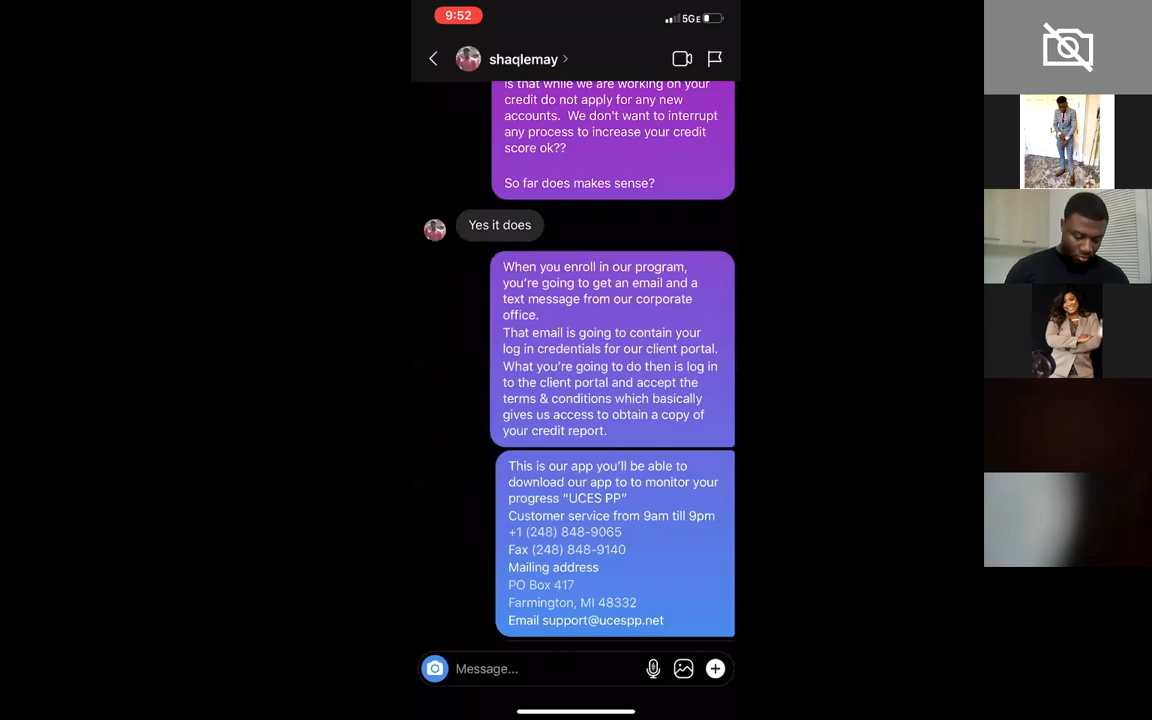 9:52
5GE
shaqlemay
is that while we are working on your
credit do not apply for any new
accounts.  We don't want to interrupt
any process to increase your credit
score ok??
So far does makes sense?
Yes it does
When you enroll in our program,
you're going to get an email and a
text message from our corporate
office.
That email is going to contain your
log in credentials for our client portal.
What you're going to do then is log in
to the client portal and accept the
terms & conditions which basically
gives us access to obtain a copy of
your credit report.
This is our app you'll be able to
download our app to to monitor your
progress “UCES PP”
Customer service from 9am till 9pm
+1 (248) 848-9065
Fax (248) 848-9140
Mailing address
PO Box 417
Farmington, MI 48332
Email support@ucespp.net
Message...